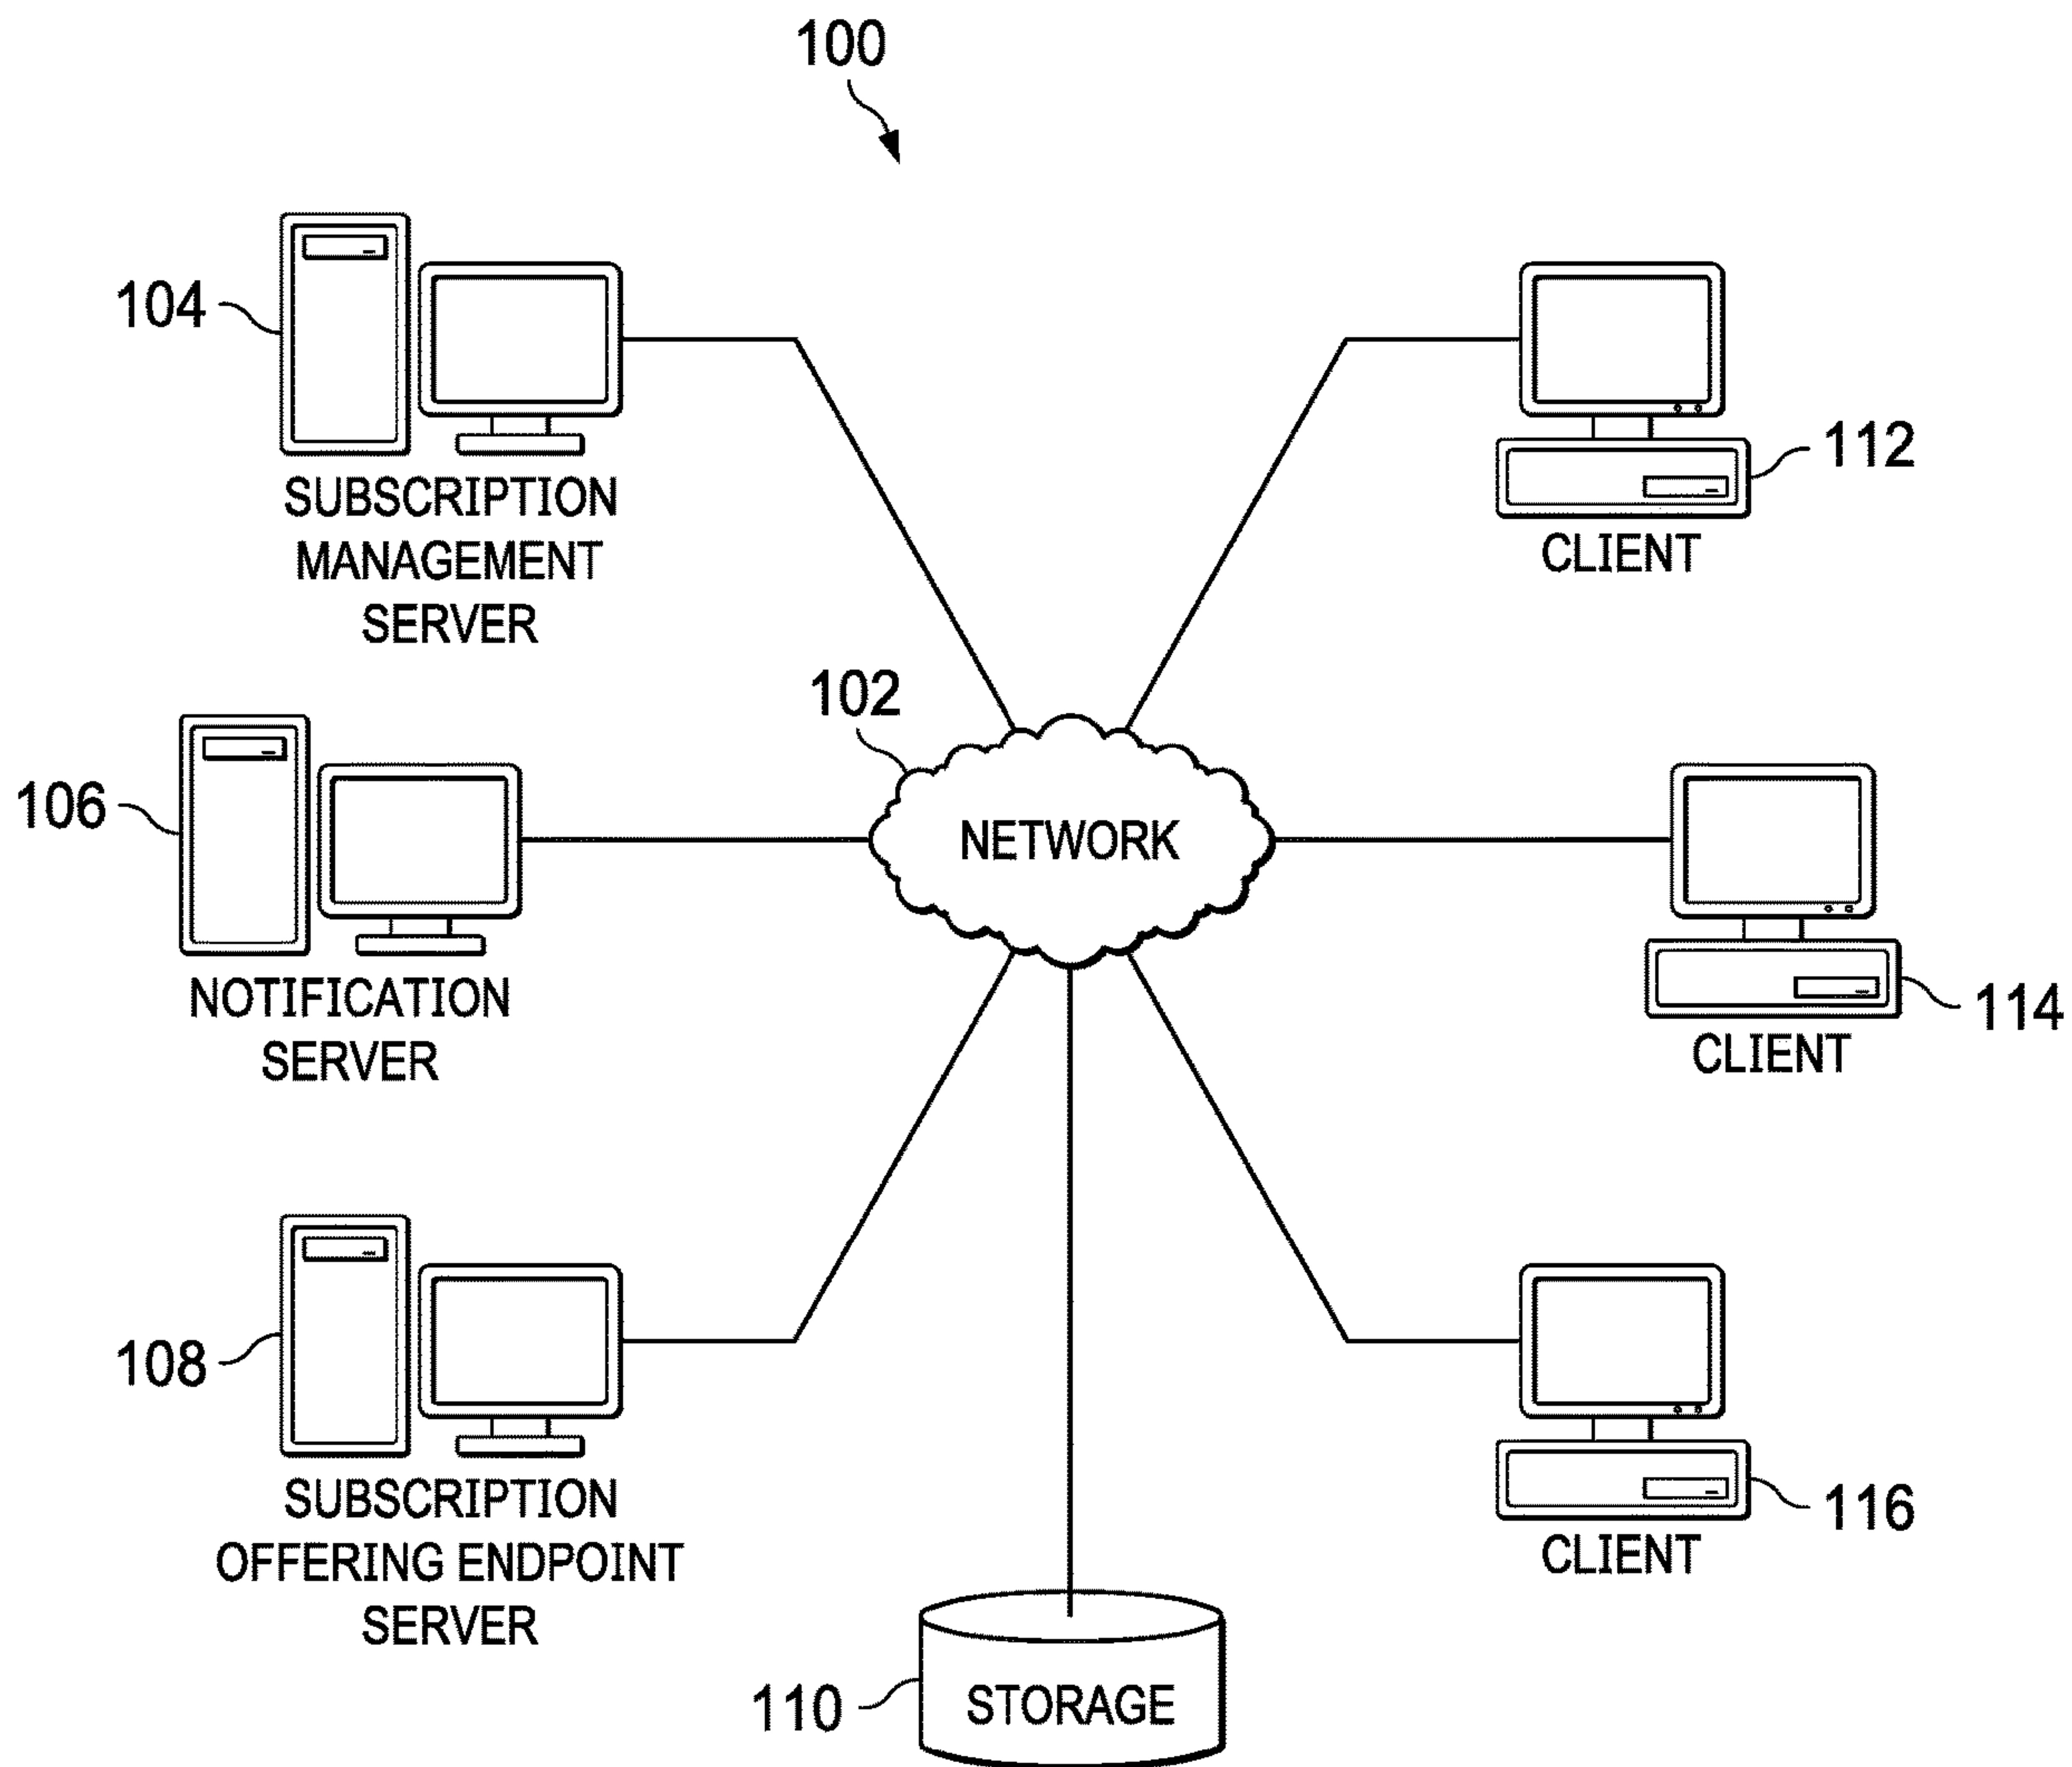 100
104
SUBSCRIPTION
MANAGEMENT
SERVER
112
CLIENT
102
NETWORK
106
NOTIFICATION
SERVER
114
CLIENT
108
SUBSCRIPTION
OFFERING ENDPOINT
SERVER
116
CLIENT
110
STORAGE